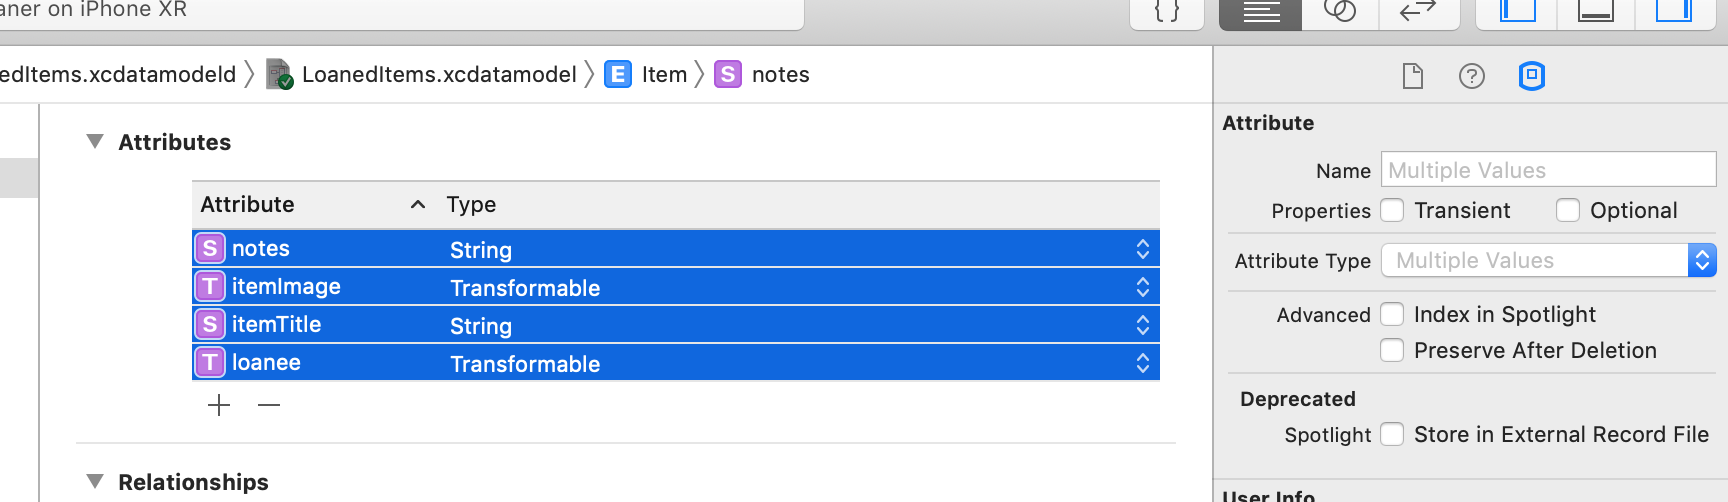 aner on iPhone XR
{ }
edItems.xcdatamodeld 〉 LoanedItems.xcdatamodel 〉 E Item 〉 S notes
?
Attributes
Attribute Type
S notes String
T itemImage Transformable
S itemTitle String
T loanee Transformable
+ −
Relationships
Attribute
Name Multiple Values
Properties Transient Optional
Attribute Type Multiple Values
Advanced Index in Spotlight
Preserve After Deletion
Deprecated
Spotlight Store in External Record File
User Info